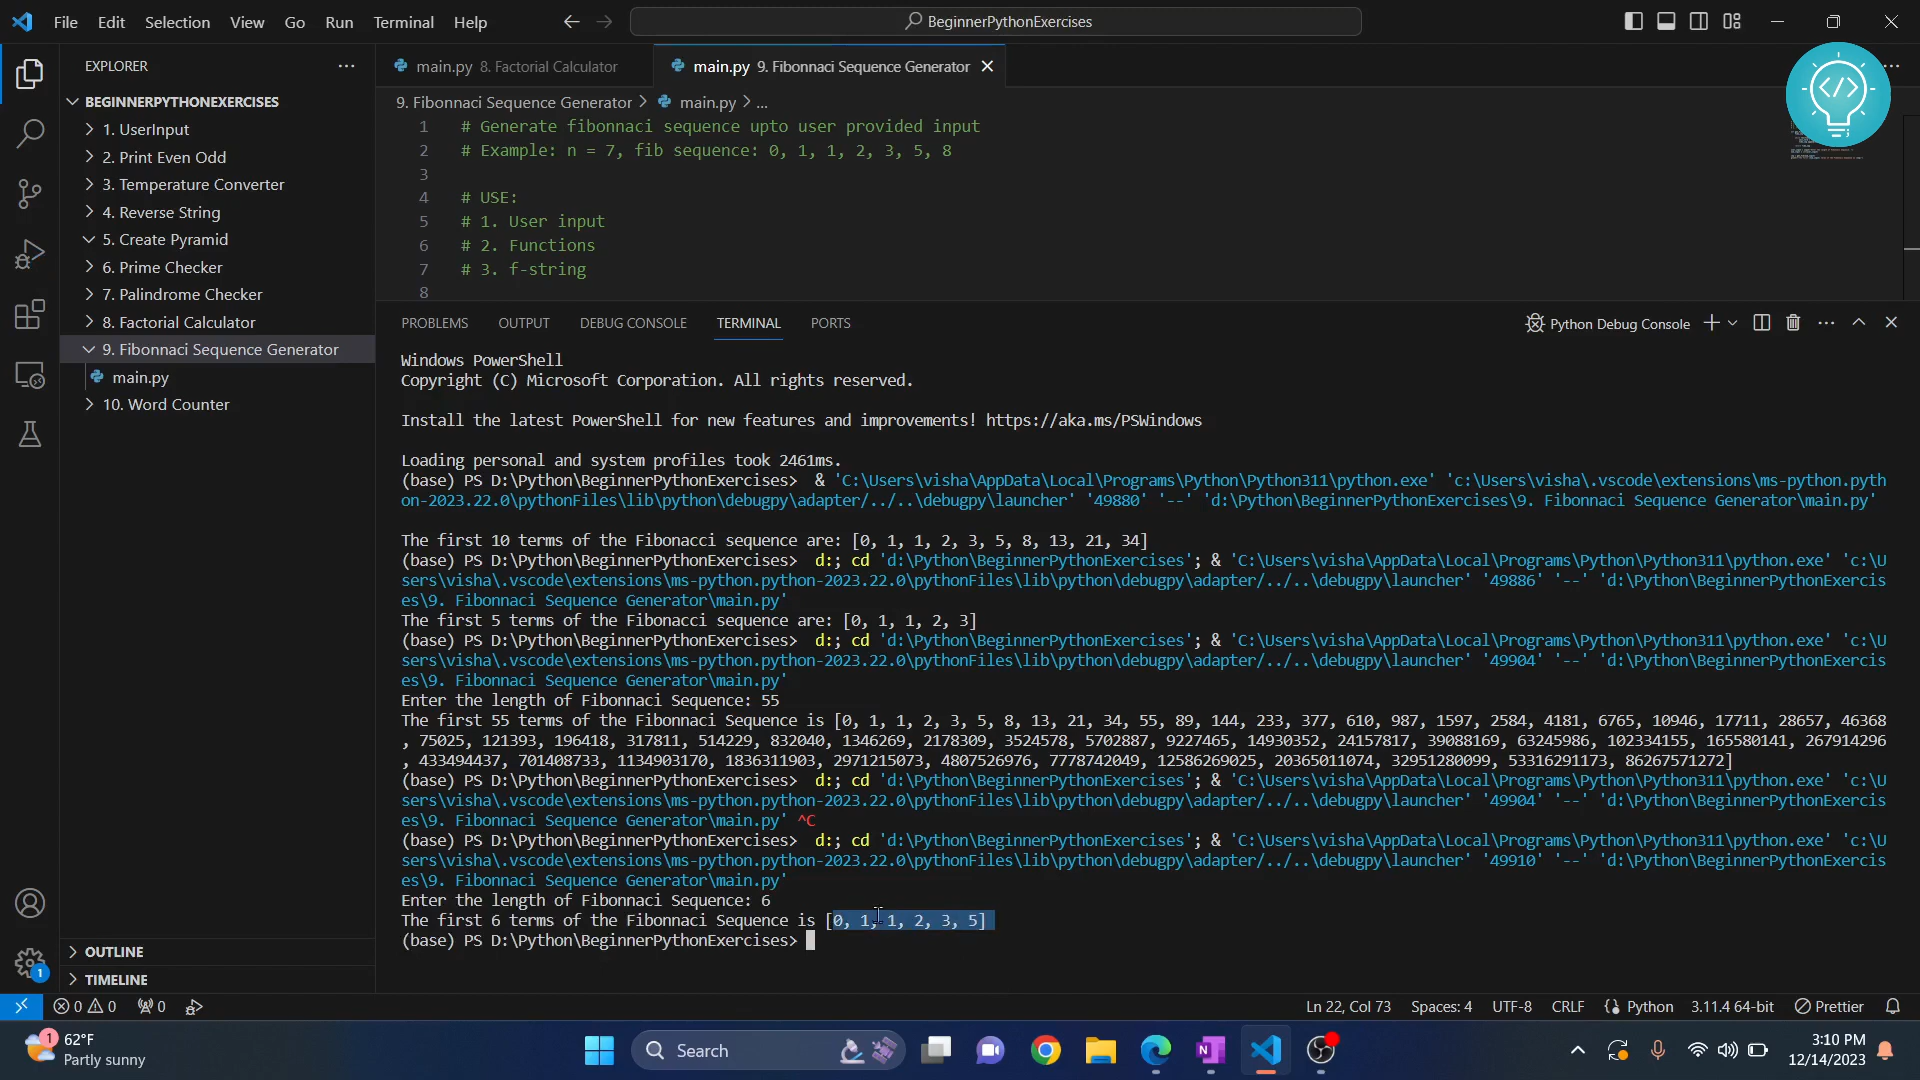 File Edit Selection View Go Run Terminal Help
BeginnerPythonExercises
EXPLORER
BEGINNERPYTHONEXERCISES
1. UserInput
2. Print Even Odd
3. Temperature Converter
4. Reverse String
5. Create Pyramid
6. Prime Checker
7. Palindrome Checker
8. Factorial Calculator
9. Fibonnaci Sequence Generator
main.py
10. Word Counter
OUTLINE
TIMELINE
main.py 8. Factorial Calculator
main.py 9. Fibonnaci Sequence Generator
9. Fibonnaci Sequence Generator > main.py > ...
1 # Generate fibonnaci sequence upto user provided input
2 # Example: n = 7, fib sequence: 0, 1, 1, 2, 3, 5, 8
3
4 # USE:
5 # 1. User input
6 # 2. Functions
7 # 3. f-string
8
</>
PROBLEMS OUTPUT DEBUG CONSOLE TERMINAL PORTS
Python Debug Console
Windows PowerShell
Copyright (C) Microsoft Corporation. All rights reserved.
Install the latest PowerShell for new features and improvements! https://aka.ms/PSWindows
Loading personal and system profiles took 2461ms.
(base) PS D:\Python\BeginnerPythonExercises>  & 'C:\Users\visha\AppData\Local\Programs\Python\Python311\python.exe' 'c:\Users\visha\.vscode\extensions\ms-python.pyth
on-2023.22.0\pythonFiles\lib\python\debugpy\adapter/../..\debugpy\launcher' '49880' '--' 'd:\Python\BeginnerPythonExercises\9. Fibonnaci Sequence Generator\main.py'
The first 10 terms of the Fibonacci sequence are: [0, 1, 1, 2, 3, 5, 8, 13, 21, 34]
(base) PS D:\Python\BeginnerPythonExercises>  d:; cd 'd:\Python\BeginnerPythonExercises'; & 'C:\Users\visha\AppData\Local\Programs\Python\Python311\python.exe' 'c:\U
sers\visha\.vscode\extensions\ms-python.python-2023.22.0\pythonFiles\lib\python\debugpy\adapter/../..\debugpy\launcher' '49886' '--' 'd:\Python\BeginnerPythonExercis
es\9. Fibonnaci Sequence Generator\main.py'
The first 5 terms of the Fibonacci sequence are: [0, 1, 1, 2, 3]
(base) PS D:\Python\BeginnerPythonExercises>  d:; cd 'd:\Python\BeginnerPythonExercises'; & 'C:\Users\visha\AppData\Local\Programs\Python\Python311\python.exe' 'c:\U
sers\visha\.vscode\extensions\ms-python.python-2023.22.0\pythonFiles\lib\python\debugpy\adapter/../..\debugpy\launcher' '49904' '--' 'd:\Python\BeginnerPythonExercis
es\9. Fibonnaci Sequence Generator\main.py'
Enter the length of Fibonnaci Sequence: 55
The first 55 terms of the Fibonnaci Sequence is [0, 1, 1, 2, 3, 5, 8, 13, 21, 34, 55, 89, 144, 233, 377, 610, 987, 1597, 2584, 4181, 6765, 10946, 17711, 28657, 46368
, 75025, 121393, 196418, 317811, 514229, 832040, 1346269, 2178309, 3524578, 5702887, 9227465, 14930352, 24157817, 39088169, 63245986, 102334155, 165580141, 267914296
, 433494437, 701408733, 1134903170, 1836311903, 2971215073, 4807526976, 7778742049, 12586269025, 20365011074, 32951280099, 53316291173, 86267571272]
(base) PS D:\Python\BeginnerPythonExercises>  d:; cd 'd:\Python\BeginnerPythonExercises'; & 'C:\Users\visha\AppData\Local\Programs\Python\Python311\python.exe' 'c:\U
sers\visha\.vscode\extensions\ms-python.python-2023.22.0\pythonFiles\lib\python\debugpy\adapter/../..\debugpy\launcher' '49904' '--' 'd:\Python\BeginnerPythonExercis
es\9. Fibonnaci Sequence Generator\main.py' ^C
(base) PS D:\Python\BeginnerPythonExercises>  d:; cd 'd:\Python\BeginnerPythonExercises'; & 'C:\Users\visha\AppData\Local\Programs\Python\Python311\python.exe' 'c:\U
sers\visha\.vscode\extensions\ms-python.python-2023.22.0\pythonFiles\lib\python\debugpy\adapter/../..\debugpy\launcher' '49910' '--' 'd:\Python\BeginnerPythonExercis
es\9. Fibonnaci Sequence Generator\main.py'
Enter the length of Fibonnaci Sequence: 6
The first 6 terms of the Fibonnaci Sequence is [0, 1, 1, 2, 3, 5]
(base) PS D:\Python\BeginnerPythonExercises>
1
0 0 0 Ln 22, Col 73 Spaces: 4 UTF-8 CRLF {} Python 3.11.4 64-bit Prettier
1 62°F
Partly sunny
Search
3:10 PM
12/14/2023